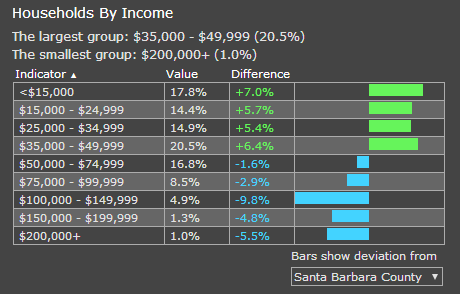 Households By Income
The largest group: $35,000 - $49,999 (20.5%)
The smallest group: $200,000+ (1.0%)
Indicator ▲ Value Difference
<$15,000 17.8% +7.0%
$15,000 - $24,999 14.4% +5.7%
$25,000 - $34,999 14.9% +5.4%
$35,000 - $49,999 20.5% +6.4%
$50,000 - $74,999 16.8% -1.6%
$75,000 - $99,999 8.5% -2.9%
$100,000 - $149,999 4.9% -9.8%
$150,000 - $199,999 1.3% -4.8%
$200,000+ 1.0% -5.5%
Bars show deviation from
Santa Barbara County ▼